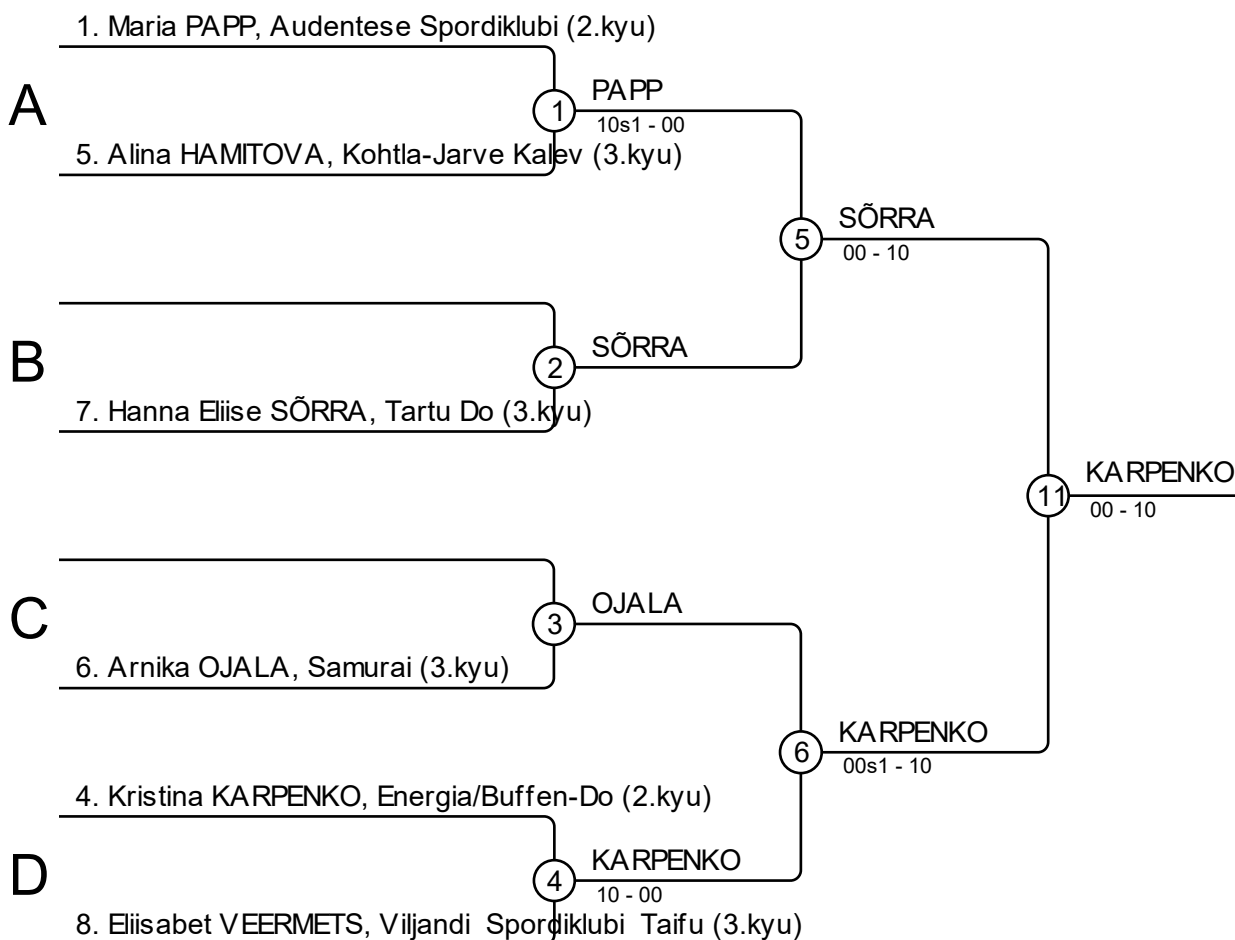 1. Maria PAPP, Audentese Spordiklubi (2.kyu)
A
1
PAPP
10s1 - 00
5. Alina HAMITOVA, Kohtla-Jarve Kalev (3.kyu)
5
SÕRRA
00 - 10
B
2
SÕRRA
7. Hanna Eliise SÕRRA, Tartu Do (3.kyu)
11
KARPENKO
00 - 10
C
3
OJALA
6. Arnika OJALA, Samurai (3.kyu)
6
KARPENKO
00s1 - 10
4. Kristina KARPENKO, Energia/Buffen-Do (2.kyu)
D
4
KARPENKO
10 - 00
8. Eliisabet VEERMETS, Viljandi Spordiklubi Taifu (3.kyu)